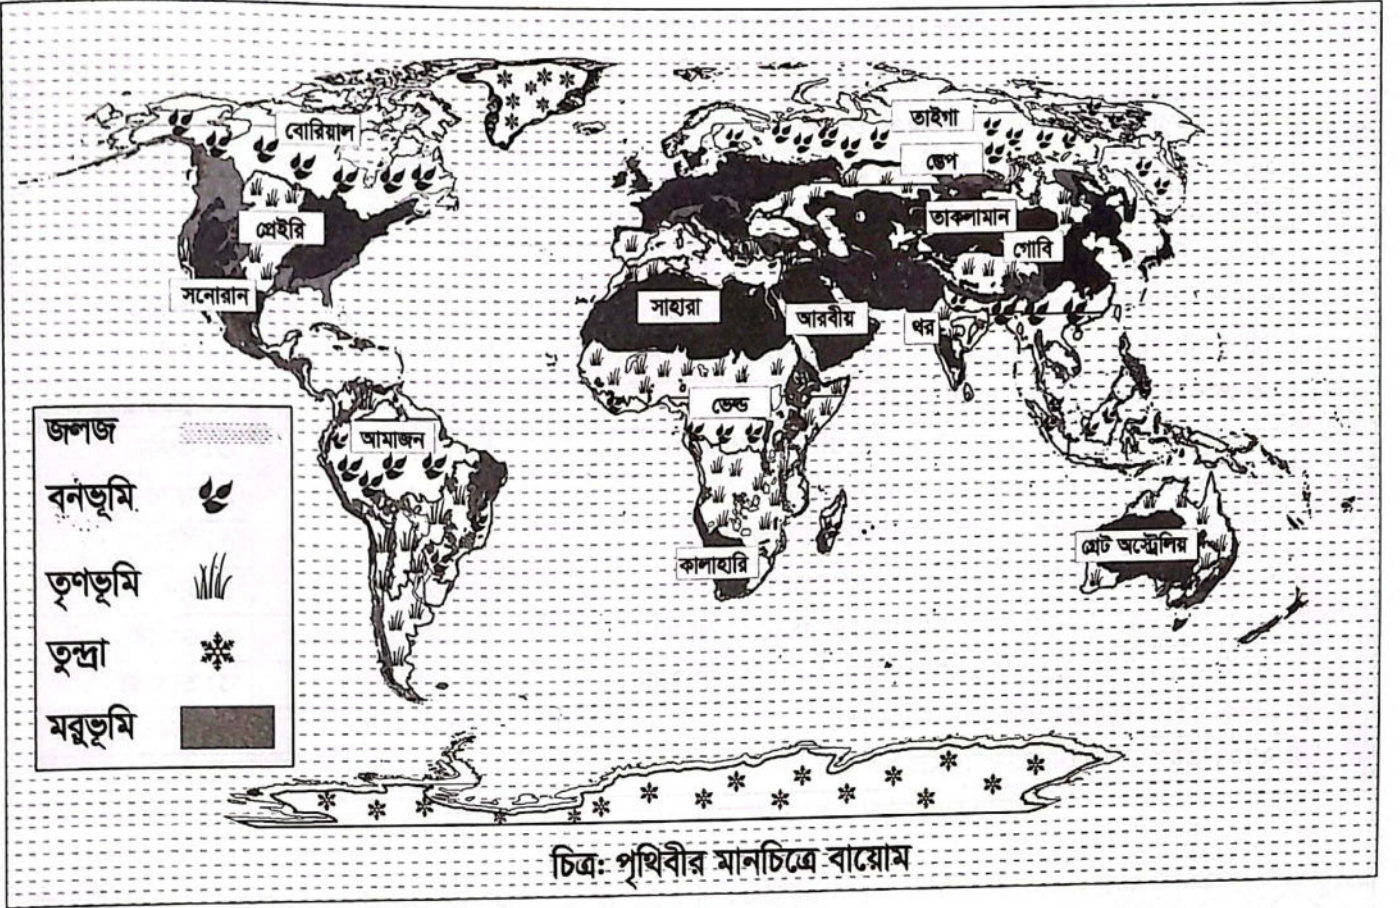 বোরিয়াল
তাইগা
স্তেপ
প্রেইরি
তাকলামান
গোবি
সনোরান
সাহারা
আরবীয়
থর
ভেল্ড
আমাজন
গ্রেট অস্ট্রেলিয়
কালাহারি
জলজ
বনভূমি
তৃণভূমি
তুন্দ্রা
মরুভূমি
চিত্র: পৃথিবীর মানচিত্রে বায়োম